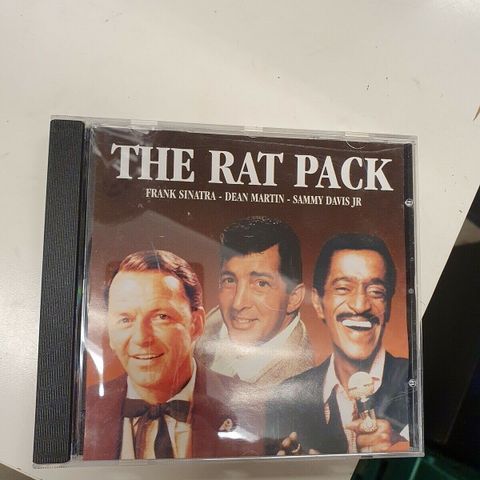 THE RAT PACK
FRANK SINATRA - DEAN MARTIN - SAMMY DAVIS JR